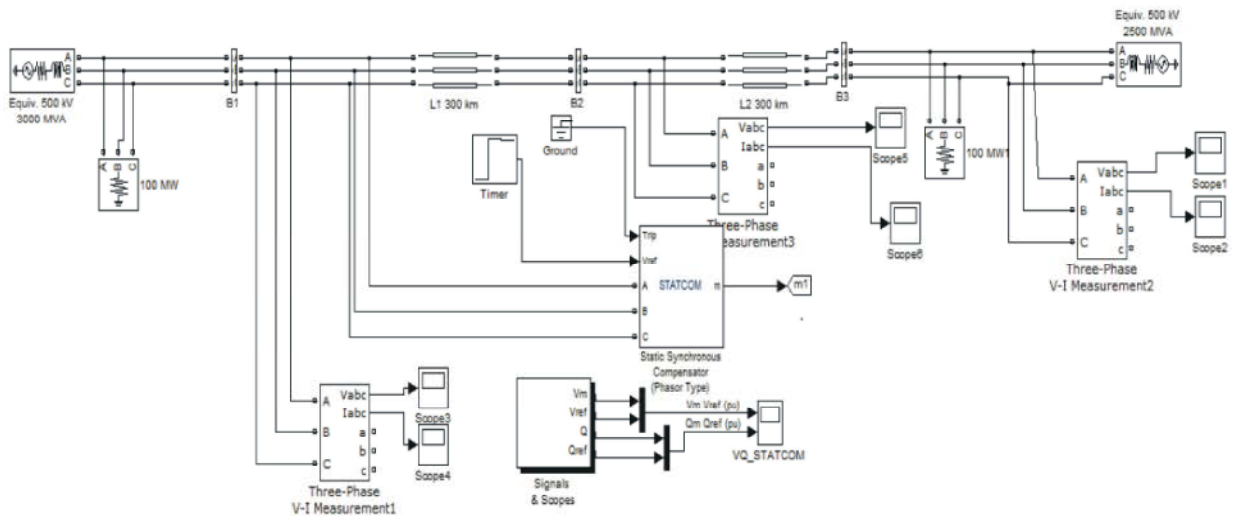 Equiv. 500 kV
2500 MVA
A
B
C
Equiv. 500 kV
3000 MVA
A
B
C
B1
L1 300 km
B2
L2 300 km
B3
A B C
100 MW
Timer
Ground
A
B
C
Vabc
Iabc
a
b
c
Three-Phase
easurement3
Scope5
Scope6
A B C
100 MW1
A
B
C
Vabc
Iabc
a
b
c
Three-Phase
V-I Measurement2
Scope1
Scope2
Trip
Vref
A
B
C
STATCOM
m
m1
Static Synchronous
Compensator
(Phasor Type)
A
B
C
Vabc
Iabc
a
b
c
Three-Phase
V-I Measurement1
Scope3
Scope4
Vm
Vref
Q
Qref
Signals
& Scopes
Vm Vref (pu)
Qm Qref (pu)
VQ_STATCOM